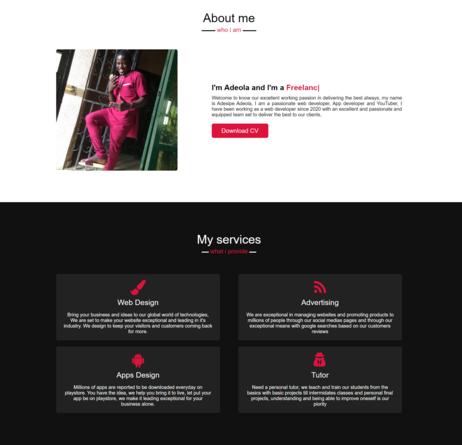 About me
who i am
I'm Adeola and I'm a Freelanc|
Welcome to know our excellent working passion in delivering the best always, my name
is Adesipe Adeola, I am a passionate web developer, App developer and YouTuber, I
have been working as a web developer since 2020 with an excellent and passionate and
equipped team set to deliver the best to our clients.
Download CV
My services
what i provide
Web Design
Bring your business and ideas to our global world of technologies,
We are set to make your website exceptional and leading in it's
industry. We design to keep your visitors and customers coming back
for more.
Advertising
We are exceptional in managing websites and promoting products to
millions of people through our social medias pages and through our
exceptional means with google searches based on our customers
reviews
Apps Design
Millions of apps are reported to be downloaded everyday on
playstore. You have the idea, we help you bring it to live, let put your
app be on playstore, we make it leading exceptional for your
business alone.
Tutor
Need a personal tutor, we teach and train our students from the
basics with basic projects till intermidates classes and personal final
projects, understanding and being able to improve oneself is our
piority